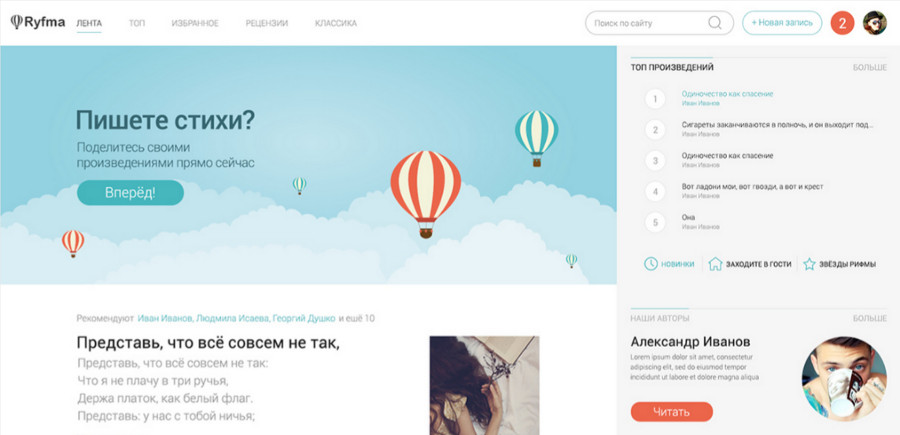 Ryfma ЛЕНТА ТОП ИЗБРАННОЕ РЕЦЕНЗИИ КЛАССИКА Поиск по сайту + Новая запись 2
Пишете стихи?
Поделитесь своими
произведениями прямо сейчас
Вперёд!
Рекомендуют Иван Иванов, Людмила Исаева, Георгий Душко и ещё 10
Представь, что всё совсем не так,
Представь, что всё совсем не так:
Что я не плачу в три ручья,
Держа платок, как белый флаг.
Представь: у нас с тобой ничья;
ТОП ПРОИЗВЕДЕНИЙ БОЛЬШЕ
1 Одиночество как спасение
Иван Иванов
2 Сигареты заканчиваются в полночь, и он выходит под...
Иван Иванов
3 Одиночество как спасение
Иван Иванов
4 Вот ладони мои, вот гвозди, а вот и крест
Иван Иванов
5 Она
Иван Иванов
НОВИНКИ ЗАХОДИТЕ В ГОСТИ ЗВЁЗДЫ РИФМЫ
НАШИ АВТОРЫ БОЛЬШЕ
Александр Иванов
Lorem ipsum dolor sit amet, consectetur
adipiscing elit, sed do eiusmod tempor
incididunt ut labore et dolore magna aliqua
Читать